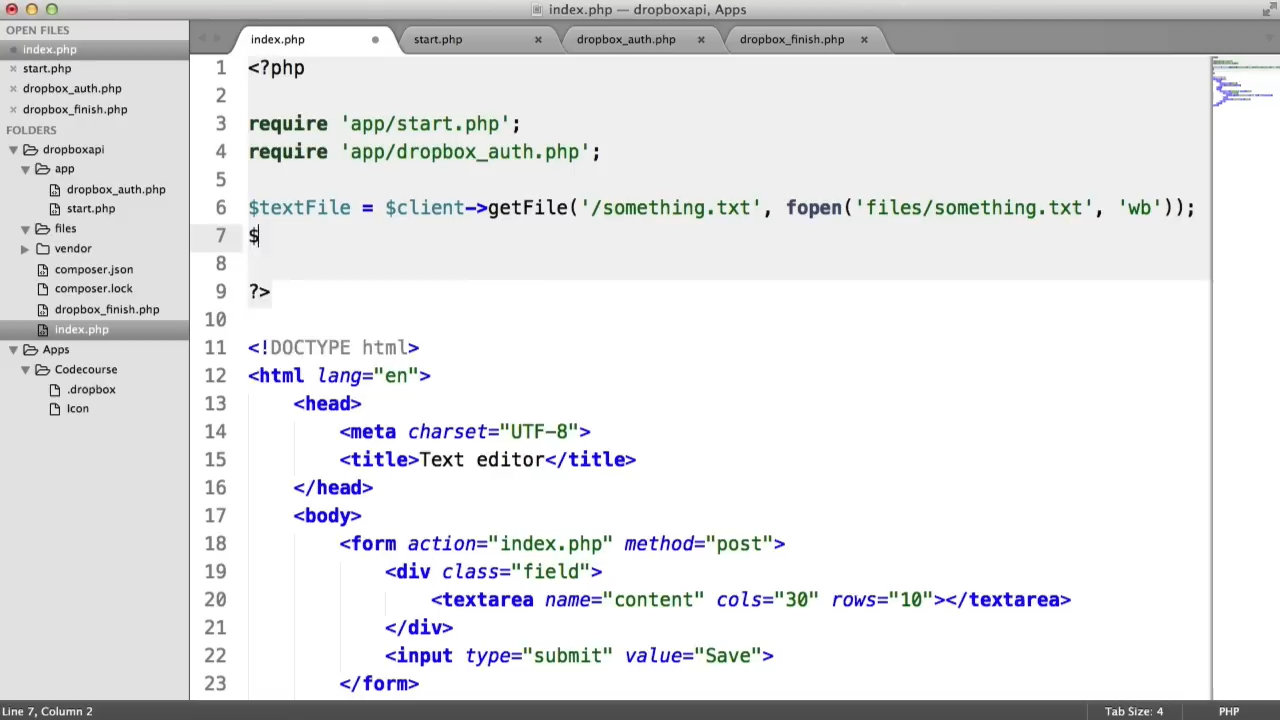 index.php — dropboxapi, Apps
OPEN FILES
index.php
start.php
dropbox_auth.php
dropbox_finish.php
FOLDERS
dropboxapi
app
dropbox_auth.php
start.php
files
vendor
composer.json
composer.lock
dropbox_finish.php
index.php
Apps
Codecourse
.dropbox
Icon
index.php start.php dropbox_auth.php dropbox_finish.php
1 <?php
2
3 require 'app/start.php';
4 require 'app/dropbox_auth.php';
5
6 $textFile = $client->getFile('/something.txt', fopen('files/something.txt', 'wb'));
7 $
8
9 ?>
10
11 <!DOCTYPE html>
12 <html lang="en">
13 <head>
14 <meta charset="UTF-8">
15 <title>Text editor</title>
16 </head>
17 <body>
18 <form action="index.php" method="post">
19 <div class="field">
20 <textarea name="content" cols="30" rows="10"></textarea>
21 </div>
22 <input type="submit" value="Save">
23 </form>
Line 7, Column 2 Tab Size: 4 PHP